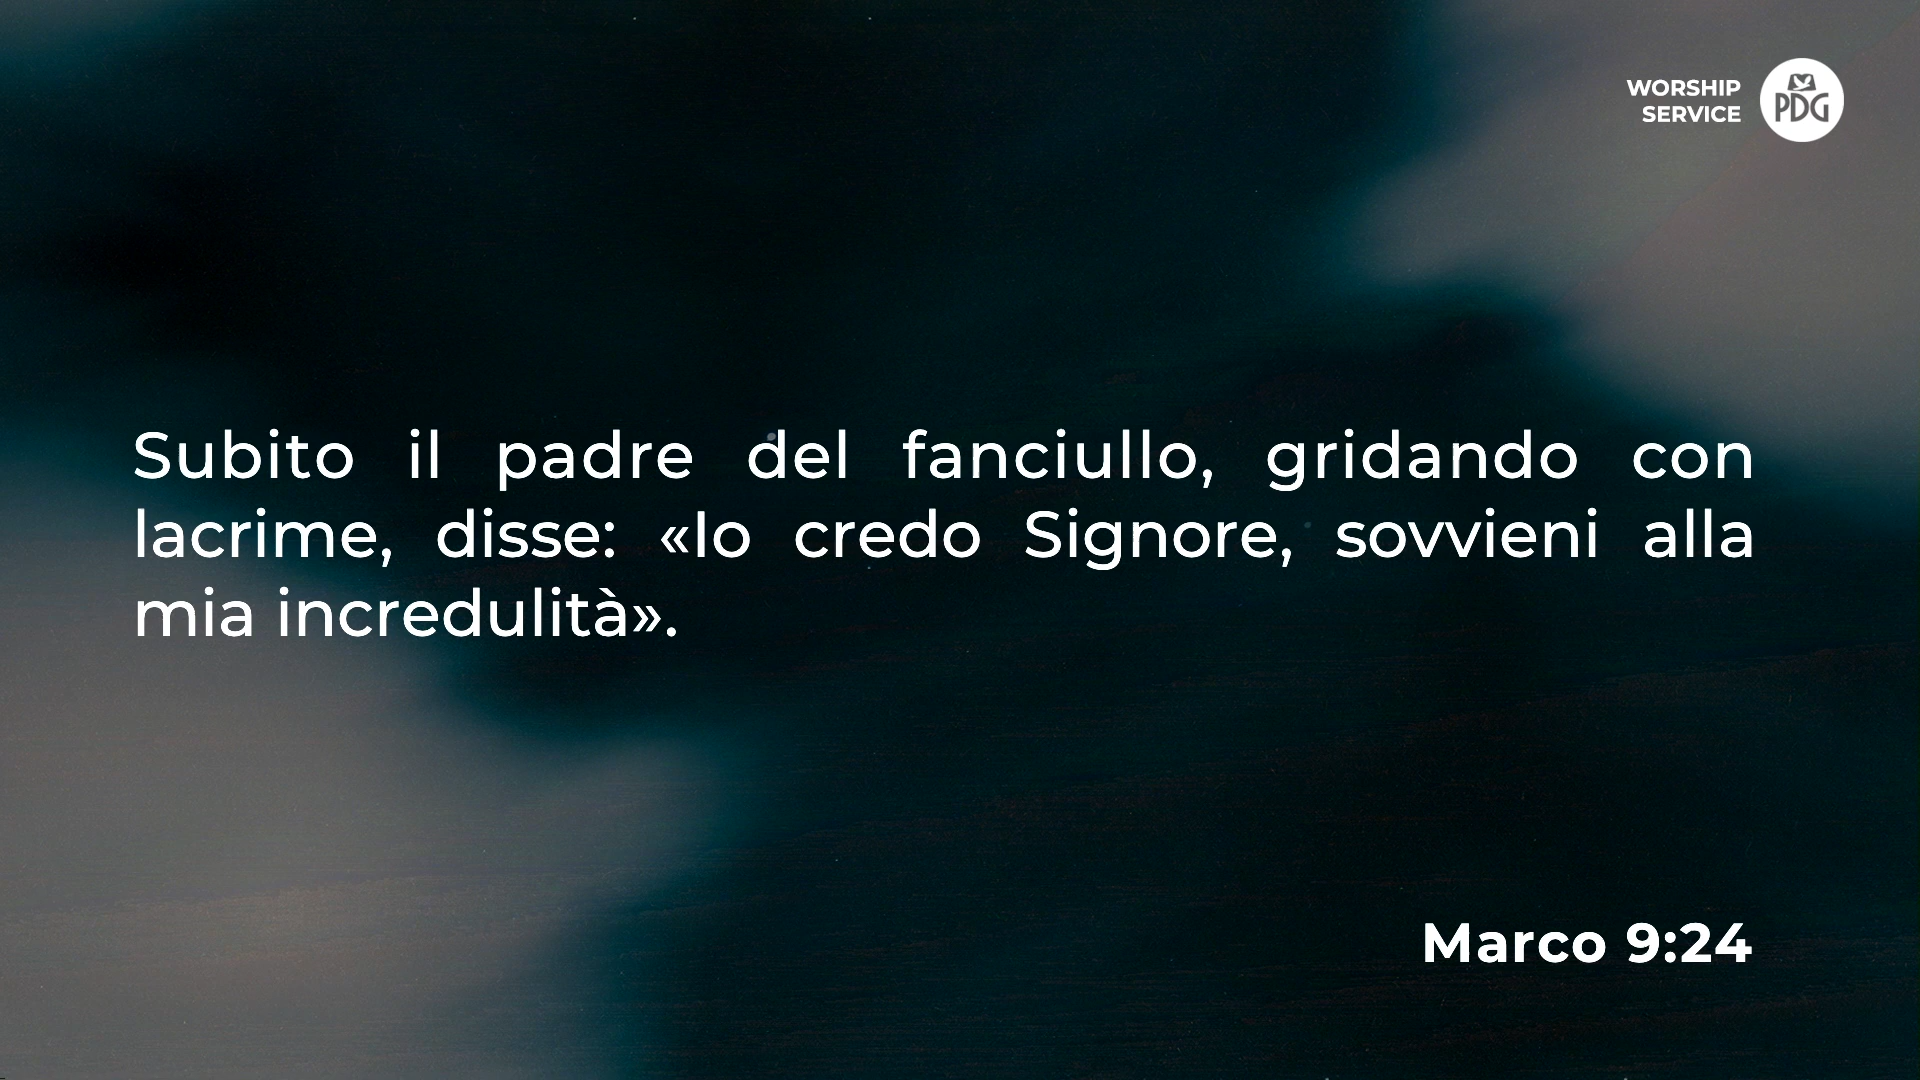 WORSHIP
SERVICE
PDG
Subito il padre del fanciullo, gridando con
lacrime, disse: «Io credo Signore, sovvieni alla
mia incredulità».
Marco 9:24